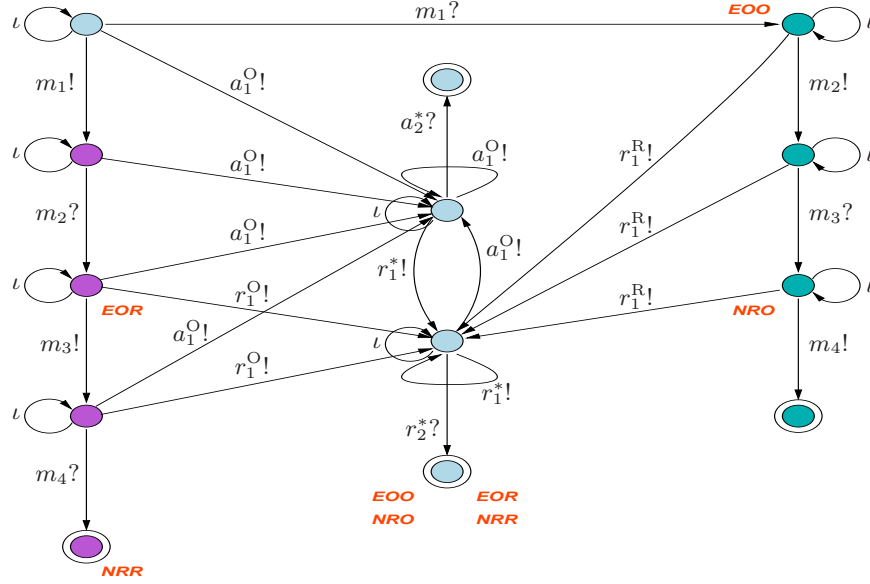 ι m₁? EOO ι
m₁! a₁ᴼ! m₂!
a₂*?
ι a₁ᴼ! a₁ᴼ! r₁ᴿ! ι
m₂? ι r₁ᴿ! m₃?
a₁ᴼ! r₁*! a₁ᴼ!
ι r₁ᴼ! r₁ᴿ! ι
EOR NRO
m₃! a₁ᴼ! ι m₄!
r₁ᴼ! r₁*!
ι
r₂*?
m₄?
EOO EOR
NRO NRR
NRR